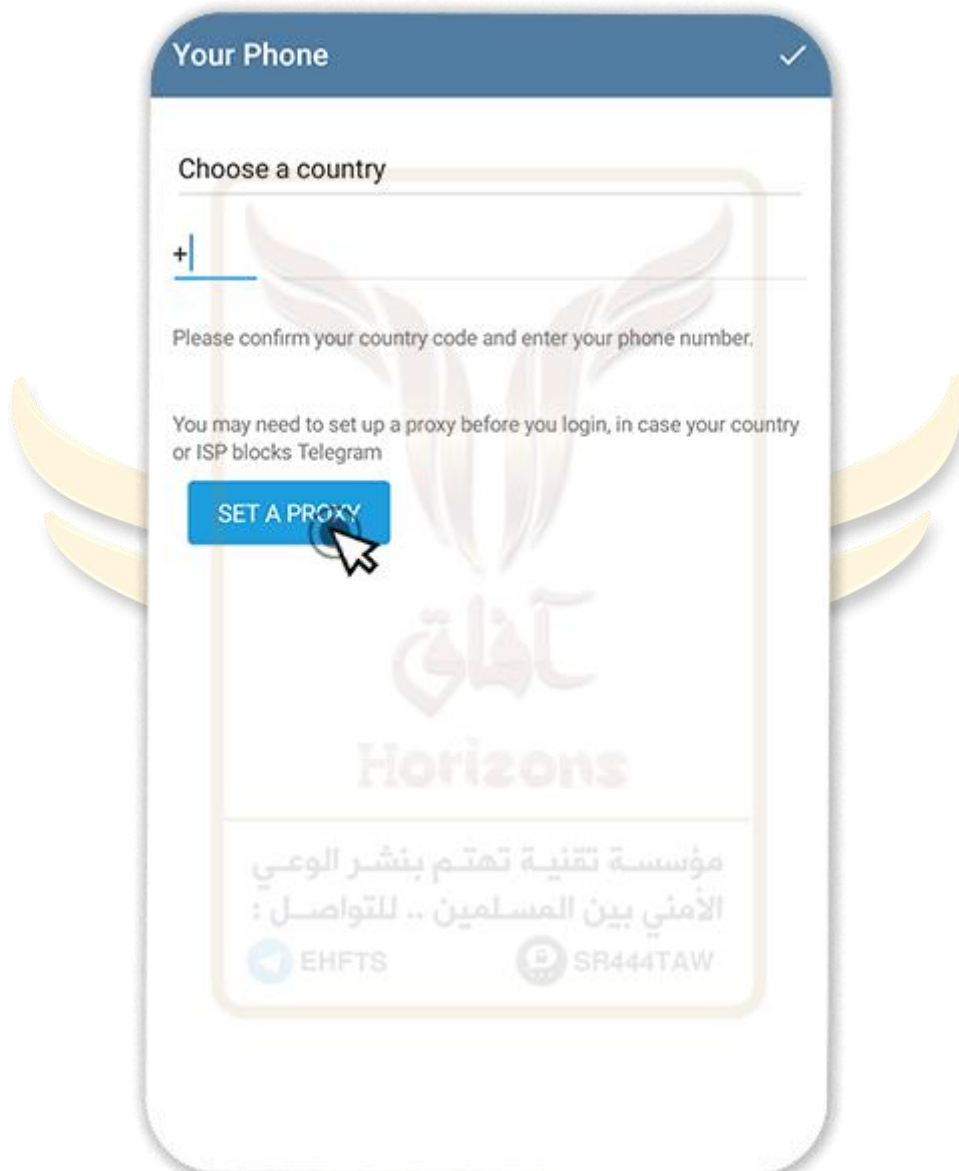 Your Phone
Choose a country
+
Please confirm your country code and enter your phone number.
You may need to set up a proxy before you login, in case your country
or ISP blocks Telegram
SET A PROXY
آفاق
Horizons
مؤسسة تقنية تهتم بنشر الوعي
الأمني بين المسلمين .. للتواصل :
EHFTS
SR444TAW